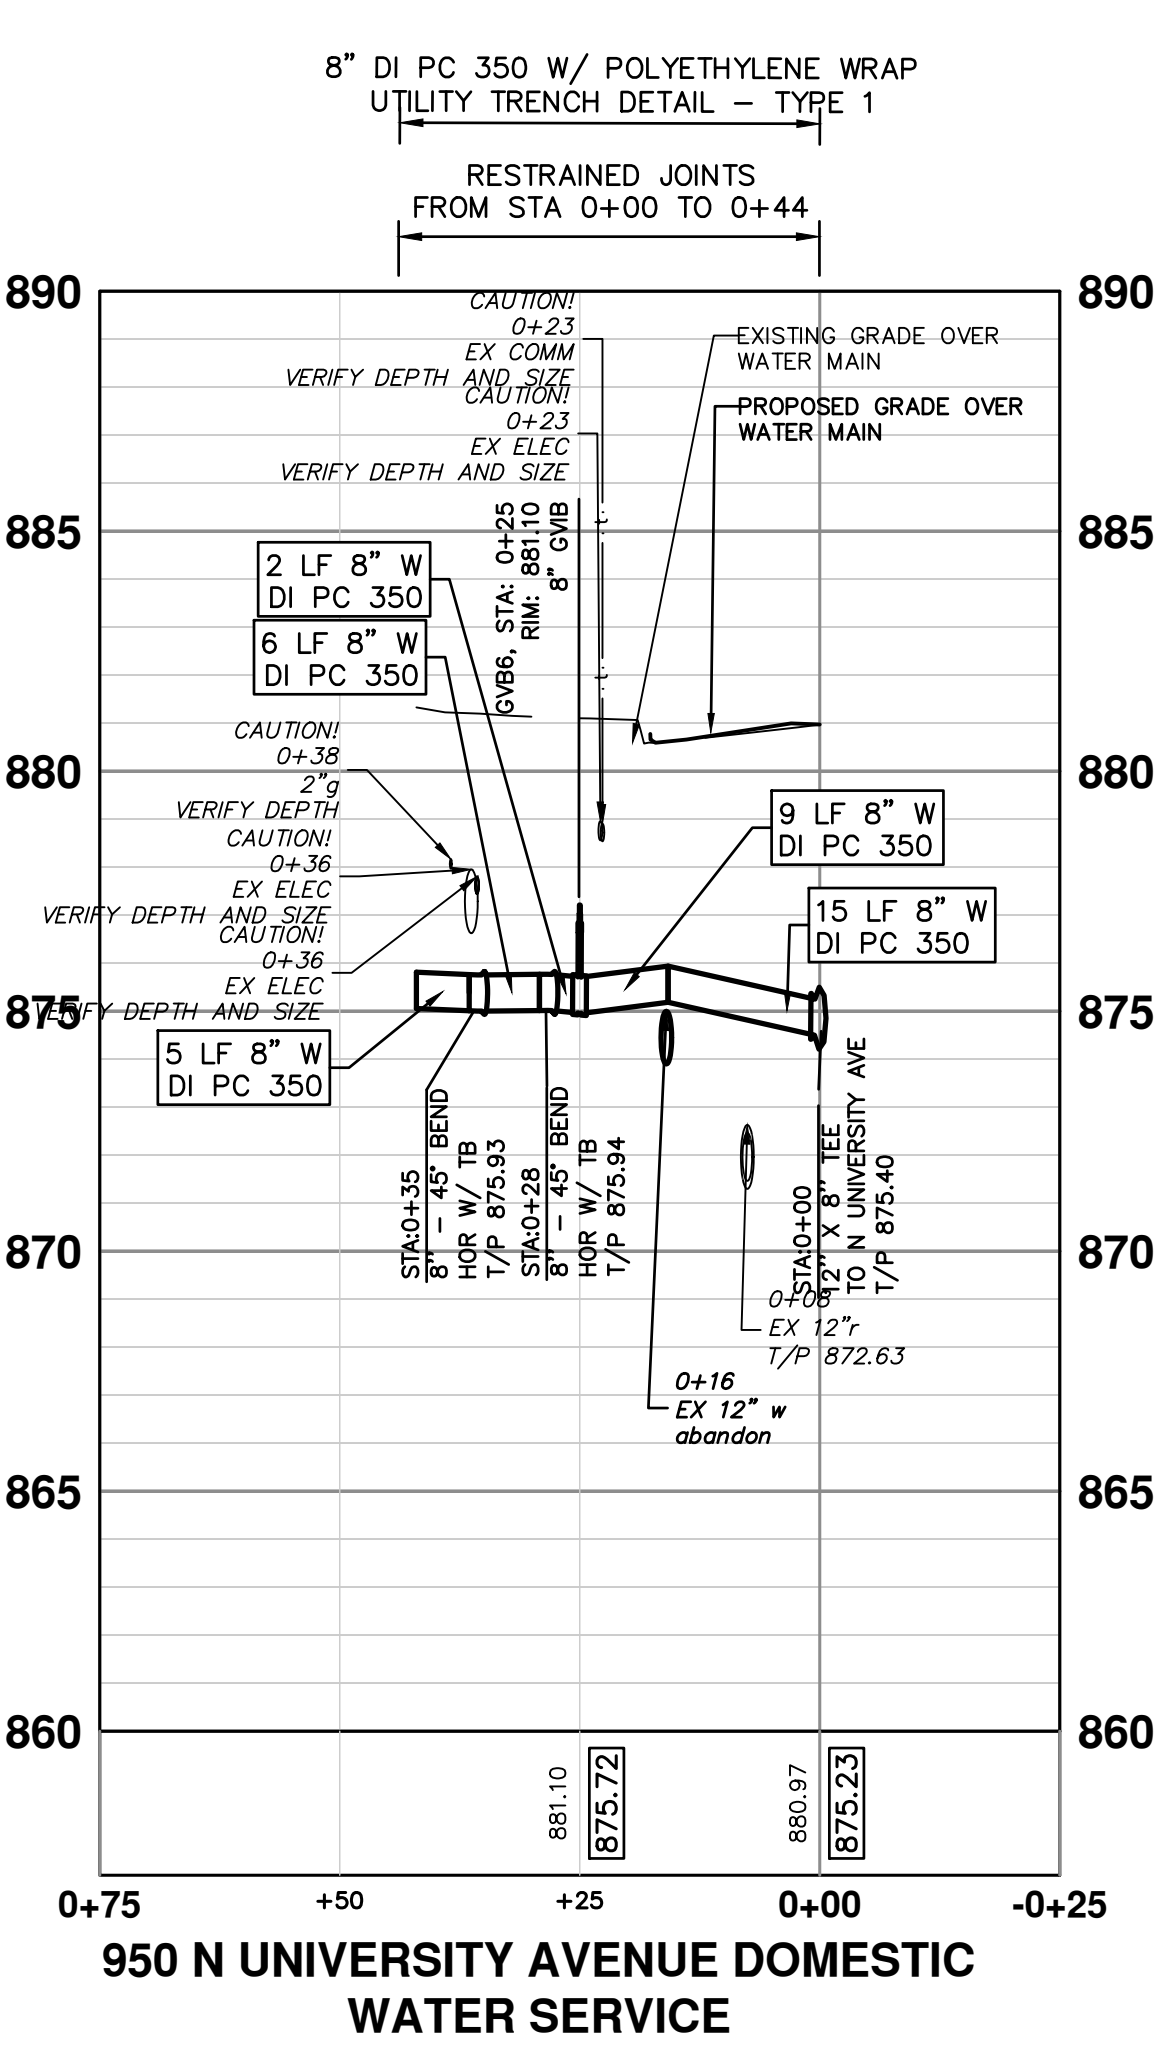 8” DI PC 350 W/ POLYETHYLENE WRAP
UTILITY TRENCH DETAIL – TYPE 1
RESTRAINED JOINTS
FROM STA 0+00 TO 0+44
890
890
CAUTION!
0+23
EX COMM
VERIFY DEPTH AND SIZE
CAUTION!
0+23
EX ELEC
VERIFY DEPTH AND SIZE
EXISTING GRADE OVER
WATER MAIN
PROPOSED GRADE OVER
WATER MAIN
885
885
GVB6, STA: 0+25
RIM: 881.10
8” GVIB
t
t
2 LF 8” W
DI PC 350
6 LF 8” W
DI PC 350
CAUTION!
0+38
2”g
VERIFY DEPTH
880
880
CAUTION!
0+36
EX ELEC
VERIFY DEPTH AND SIZE
CAUTION!
0+36
EX ELEC
VERIFY DEPTH AND SIZE
9 LF 8” W
DI PC 350
15 LF 8” W
DI PC 350
875
875
5 LF 8” W
DI PC 350
STA:0+35
8” – 45° BEND
HOR W/ TB
T/P 875.93
STA:0+28
8” – 45° BEND
HOR W/ TB
T/P 875.94
STA:0+00
12” X 8” TEE
TO N UNIVERSITY AVE
T/P 875.40
870
870
0+08
EX 12”r
T/P 872.63
0+16
EX 12” w
abandon
865
865
860
860
881.10
875.72
880.97
875.23
0+75
+50
+25
0+00
-0+25
950 N UNIVERSITY AVENUE DOMESTIC
WATER SERVICE